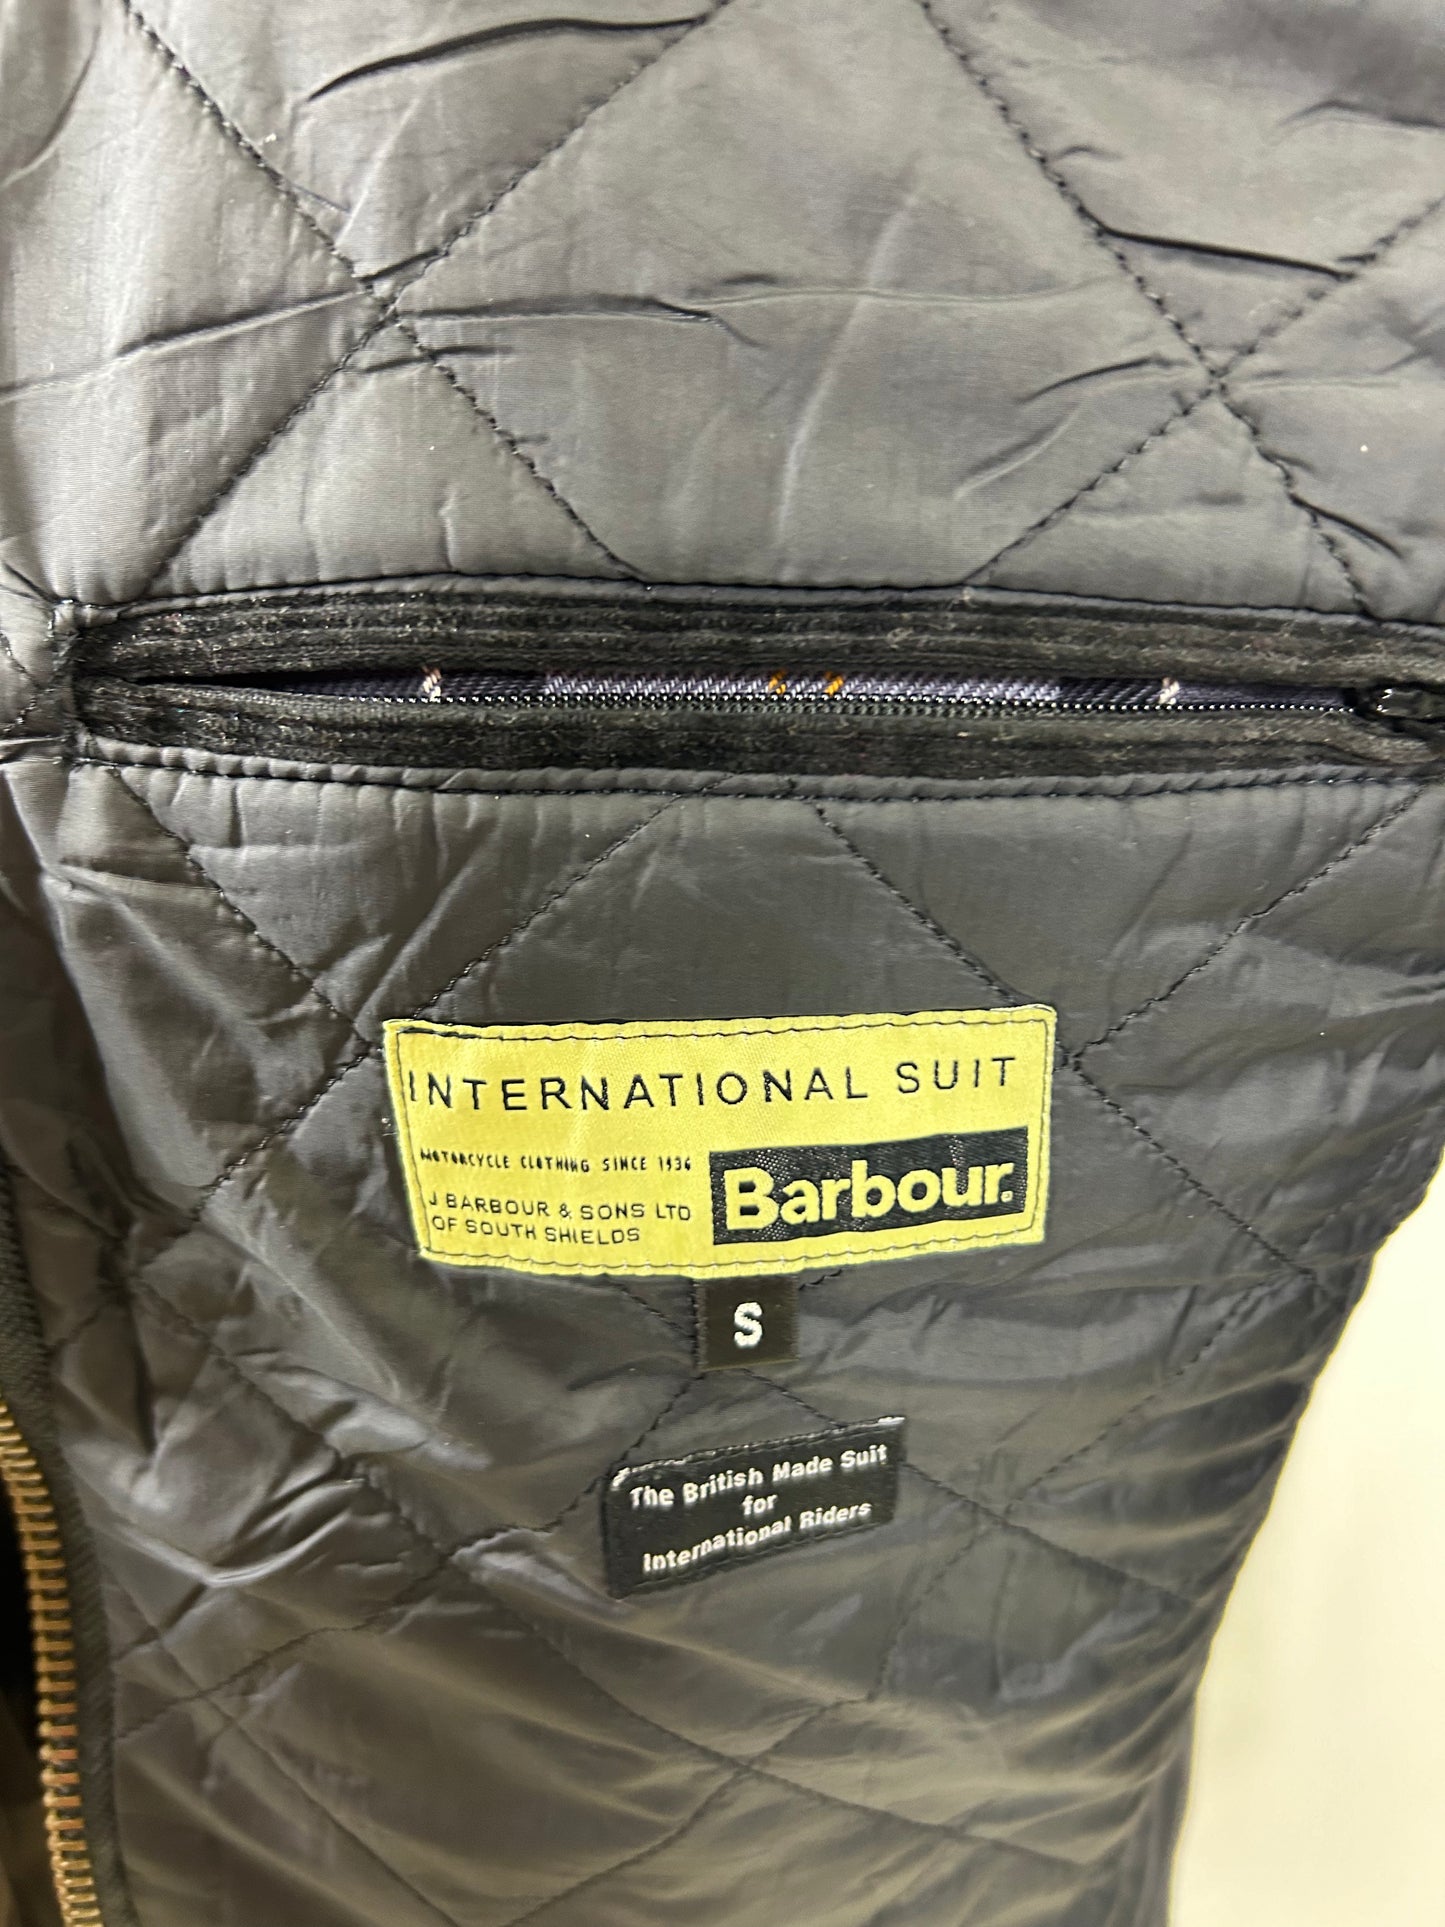 INTERNATIONAL SUIT
MOTORCYCLE CLOTHING SINCE 1936
J BARBOUR & SONS LTD
OF SOUTH SHIELDS
Barbour.
S
The British Made Suit
for
International Riders